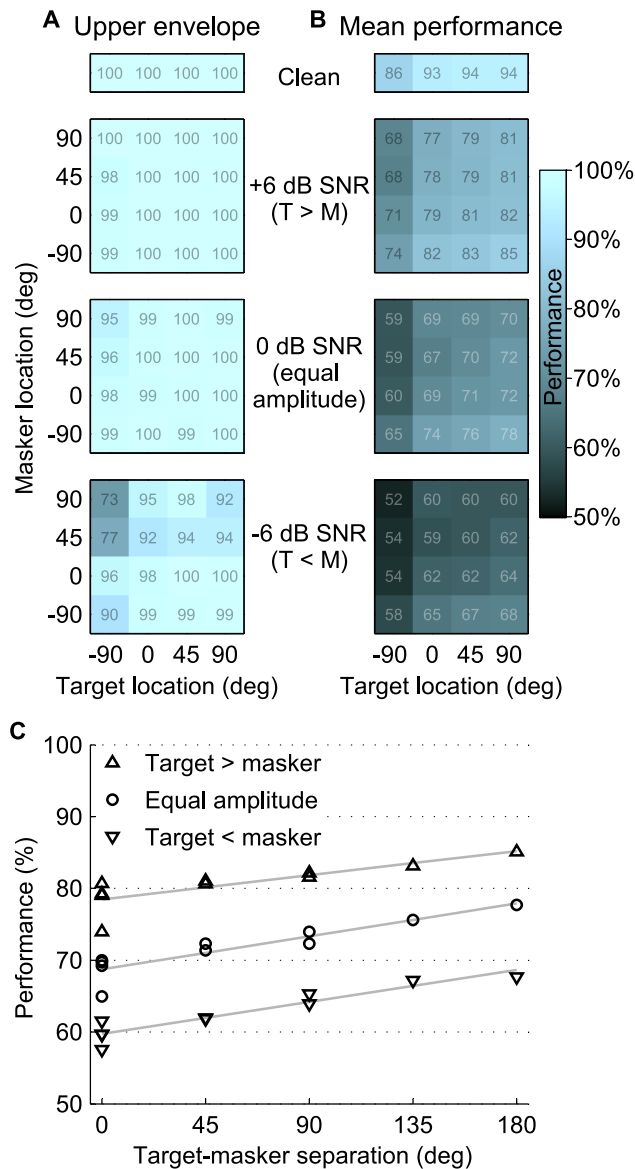 A Upper envelope B Mean performance
100 100 100 100 Clean 86 93 94 94
90 100 100 100 100 68 77 79 81 100%
45 98 100 100 100 +6 dB SNR 68 78 79 81
0 99 100 100 100 (T > M) 71 79 81 82 90%
-90 99 100 100 100 74 82 83 85
Masker location (deg)
90 95 99 100 99 0 dB SNR 59 69 69 70 80%
45 96 100 100 100 (equal 59 67 70 72
0 98 99 100 100 amplitude) 60 69 71 72 70%
-90 99 100 99 100 65 74 76 78 60%
Performance
90 73 95 98 92 52 60 60 60 50%
45 77 92 94 94 -6 dB SNR 54 59 60 62
0 96 98 100 100 (T < M) 54 62 62 64
-90 90 99 99 99 58 65 67 68
-90 0 45 90 -90 0 45 90
Target location (deg) Target location (deg)
C
100
Target > masker
90 Equal amplitude
Target < masker
80
Performance (%)
70
60
50
0 45 90 135 180
Target-masker separation (deg)